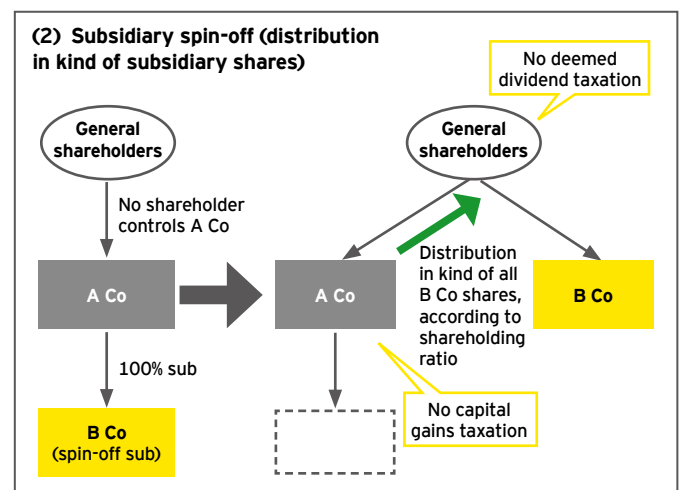 (2) Subsidiary spin-off (distribution
in kind of subsidiary shares)
No deemed
dividend taxation
General
shareholders
General
shareholders
No shareholder
controls A Co
A Co
A Co
Distribution
in kind of all
B Co shares,
according to
shareholding
ratio
B Co
100% sub
B Co
(spin-off sub)
No capital
gains taxation